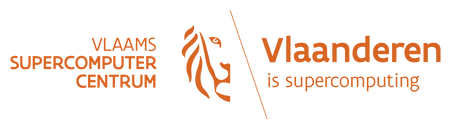 VLAAMS
SUPERCOMPUTER
CENTRUM
Vlaanderen
is supercomputing